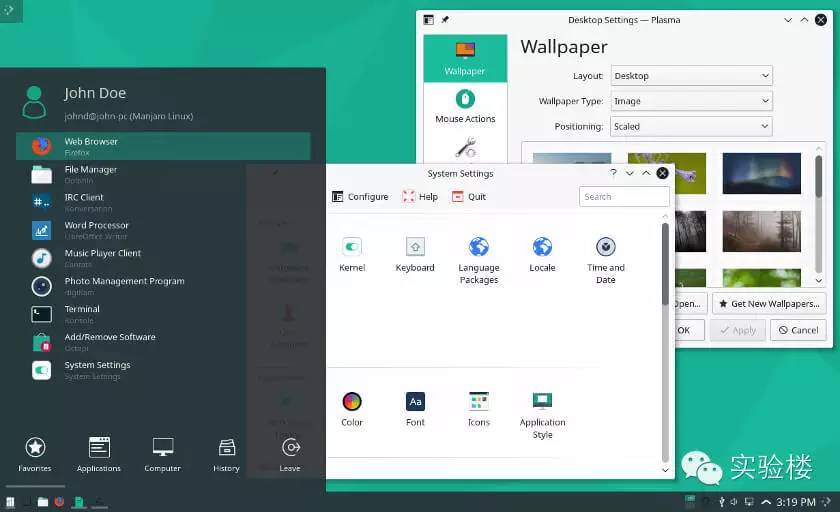 Desktop Settings — Plasma
Wallpaper
Wallpaper
Layout:
Desktop
Mouse Actions
Wallpaper Type:
Image
Positioning:
Scaled
Open...
Get New Wallpapers...
OK
Apply
Cancel
John Doe
johnd@john-pc (Manjaro Linux)
Web Browser
Firefox
File Manager
Dolphin
IRC Client
Konversation
Word Processor
LibreOffice Writer
Music Player Client
Cantata
Photo Management Program
digiKam
Terminal
Konsole
Add/Remove Software
Octopi
System Settings
System Settings
Favorites
Applications
Computer
History
Leave
System Settings
Configure
Help
Quit
Search
Kernel
Keyboard
Language
Packages
Locale
Time and
Date
Color
Aa
Font
Icons
Application
Style
实验楼
3:19 PM